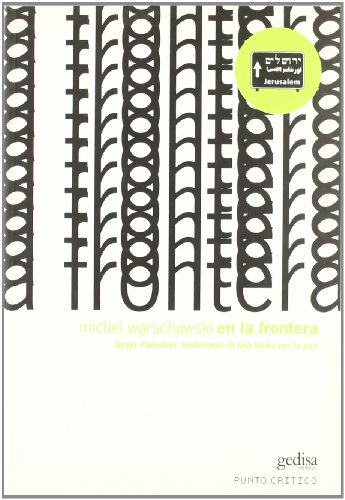 ירושלים
اورشليم (القدس)
Jerusalem
a frontera
michel warschawski en la frontera
Israel-Palestina: testimonio de una lucha por la paz
gedisa
editorial
PUNTO CRÍTICO